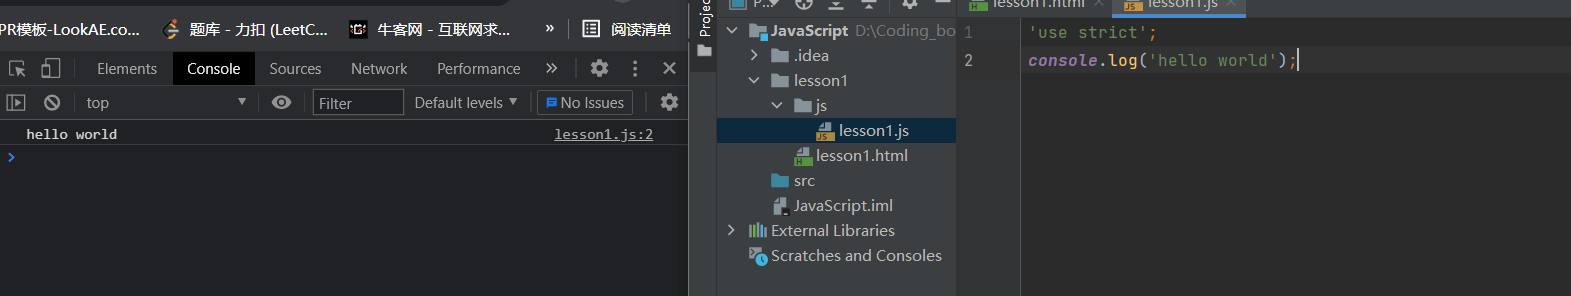 PR模板-LookAE.co... 题库 - 力扣 (LeetC... 牛客网 - 互联网求... » 阅读清单
Elements Console Sources Network Performance »
top Filter Default levels No Issues
hello world lesson1.js:2
Project
P...
JavaScript D:\Coding_bo
.idea
lesson1
js
lesson1.js
lesson1.html
src
JavaScript.iml
External Libraries
Scratches and Consoles
lesson1.html lesson1.js
1 'use strict';
2 console.log('hello world');